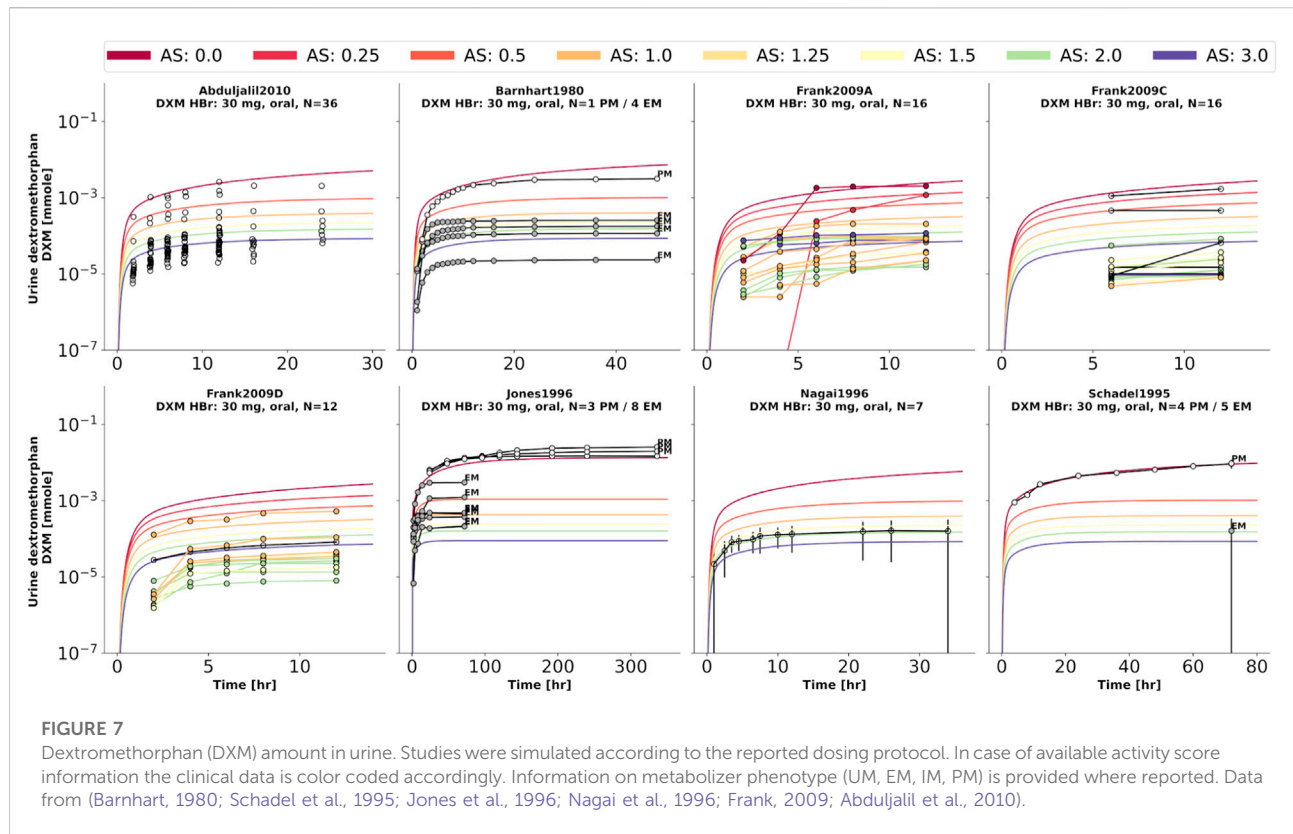 AS: 0.0 AS: 0.25 AS: 0.5 AS: 1.0 AS: 1.25 AS: 1.5 AS: 2.0 AS: 3.0
Abduljalil2010
DXM HBr: 30 mg, oral, N=36
Barnhart1980
DXM HBr: 30 mg, oral, N=1 PM / 4 EM
Frank2009A
DXM HBr: 30 mg, oral, N=16
Frank2009C
DXM HBr: 30 mg, oral, N=16
Urine dextromethorphan
DXM [mmole]
10⁻¹
10⁻³
10⁻⁵
10⁻⁷
0 10 20 30
PM
EM
EM
EM
EM
0 20 40
0 5 10
0 5 10
Frank2009D
DXM HBr: 30 mg, oral, N=12
Jones1996
DXM HBr: 30 mg, oral, N=3 PM / 8 EM
Nagai1996
DXM HBr: 30 mg, oral, N=7
Schadel1995
DXM HBr: 30 mg, oral, N=4 PM / 5 EM
Urine dextromethorphan
DXM [mmole]
10⁻¹
10⁻³
10⁻⁵
10⁻⁷
0 5 10
Time [hr]
PM
PM
PM
EM
EM
EM
EM
EM
0 100 200 300
Time [hr]
0 10 20 30
Time [hr]
PM
EM
0 20 40 60 80
Time [hr]
FIGURE 7
Dextromethorphan (DXM) amount in urine. Studies were simulated according to the reported dosing protocol. In case of available activity score
information the clinical data is color coded accordingly. Information on metabolizer phenotype (UM, EM, IM, PM) is provided where reported. Data
from (Barnhart, 1980; Schadel et al., 1995; Jones et al., 1996; Nagai et al., 1996; Frank, 2009; Abduljalil et al., 2010).